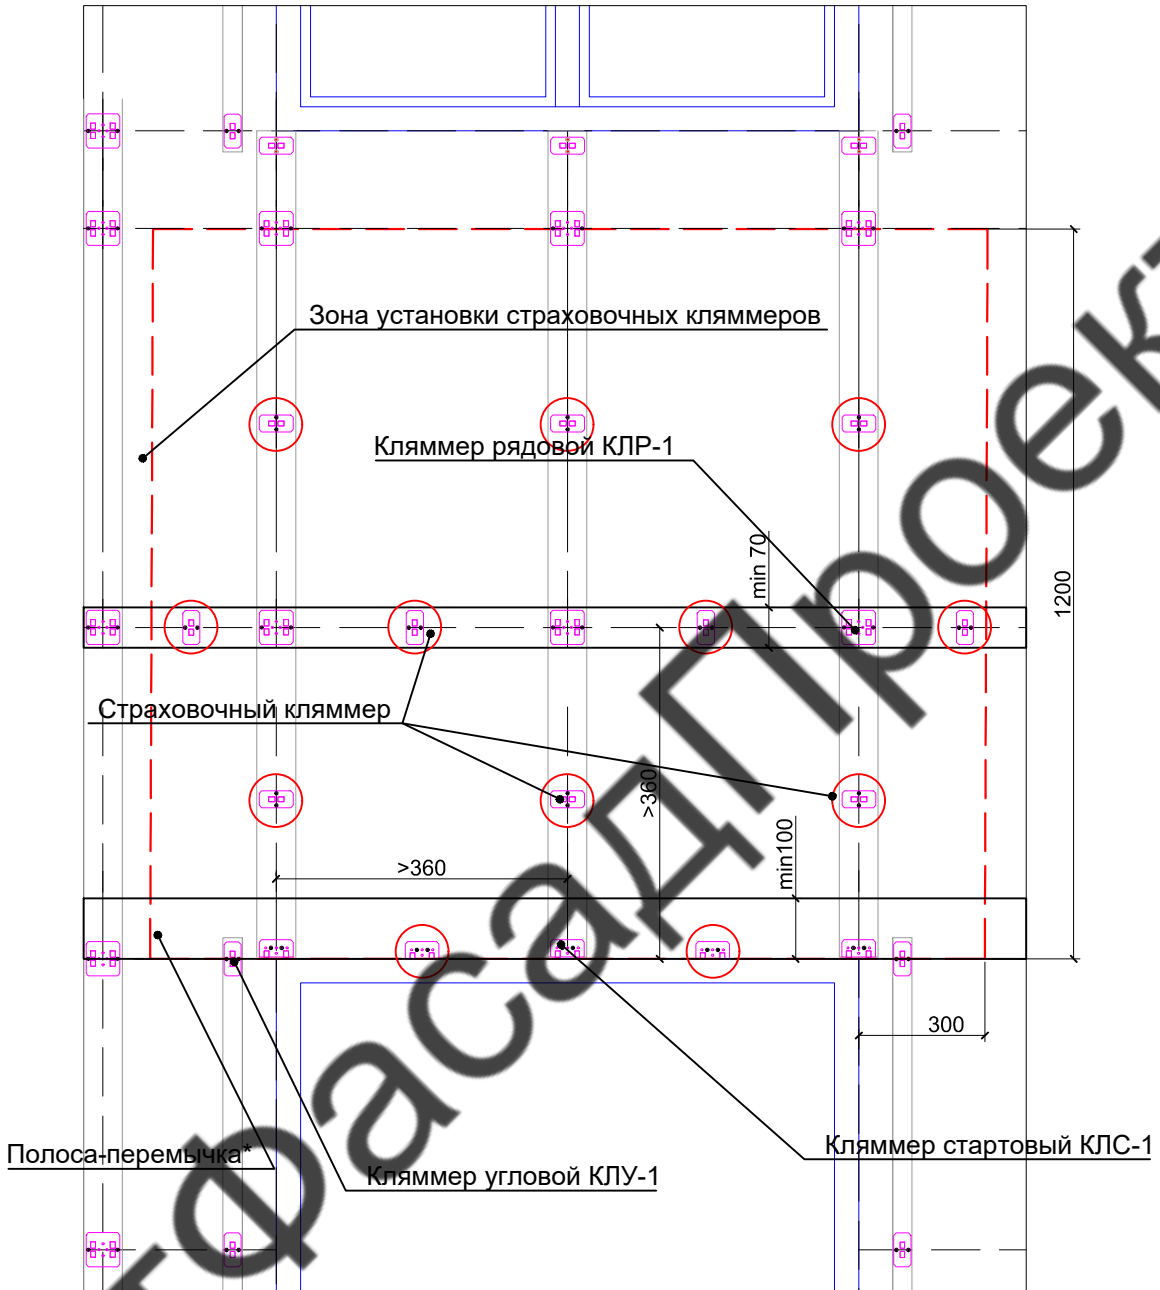 Зона установки страховочных кляммеров
Кляммер рядовой КЛР-1
min 70
1200
Страховочный кляммер
>360
>360
min100
300
Полоса-перемычка*
Кляммер угловой КЛУ-1
Кляммер стартовый КЛС-1
ФасадПроек